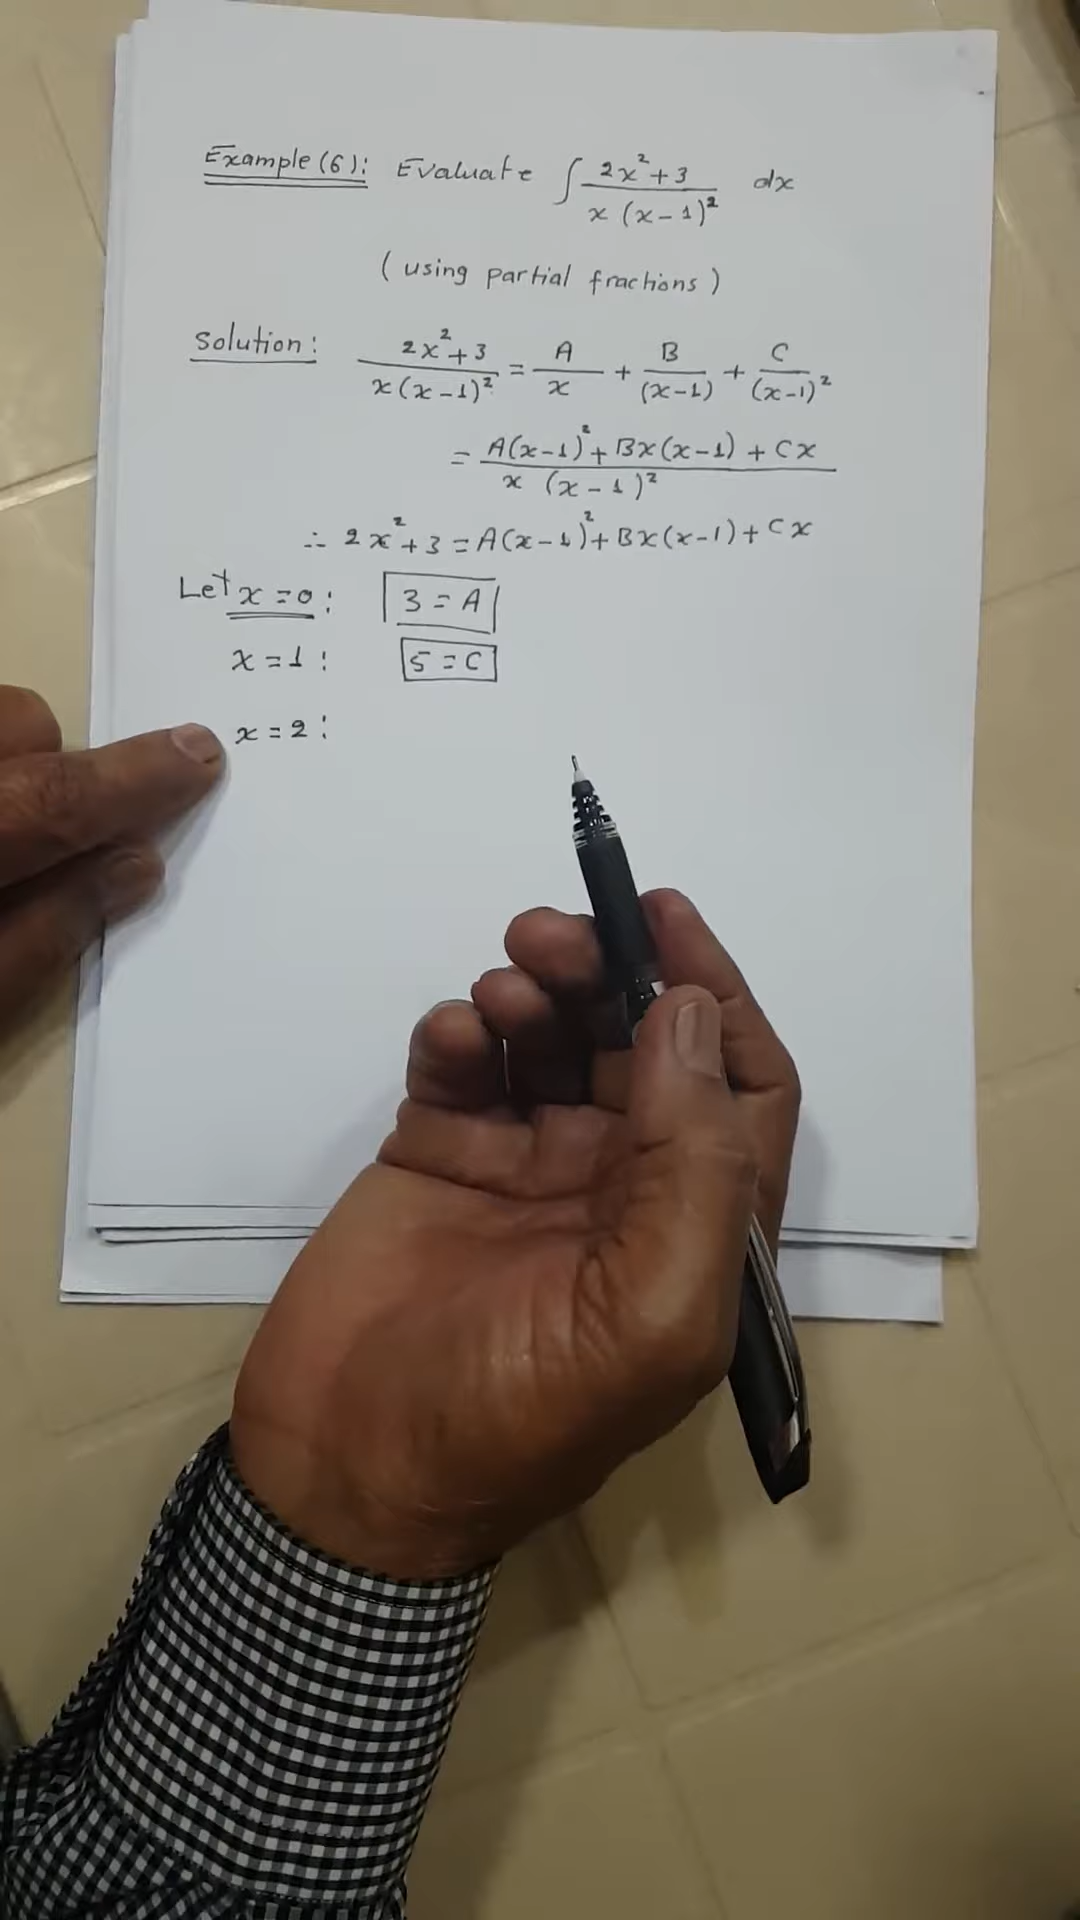 Example (6): Evaluate ∫ (2x²+3)/(x (x-1)²) dx
(using partial fractions)
Solution: (2x²+3)/(x(x-1)²) = A/x + B/(x-1) + C/(x-1)²
= (A(x-1)² + Bx(x-1) + Cx)/(x (x-1)²)
∴ 2x²+3 = A(x-1)² + Bx(x-1) + Cx
Let x=0: 3 = A
x=1: 5 = C
x=2: